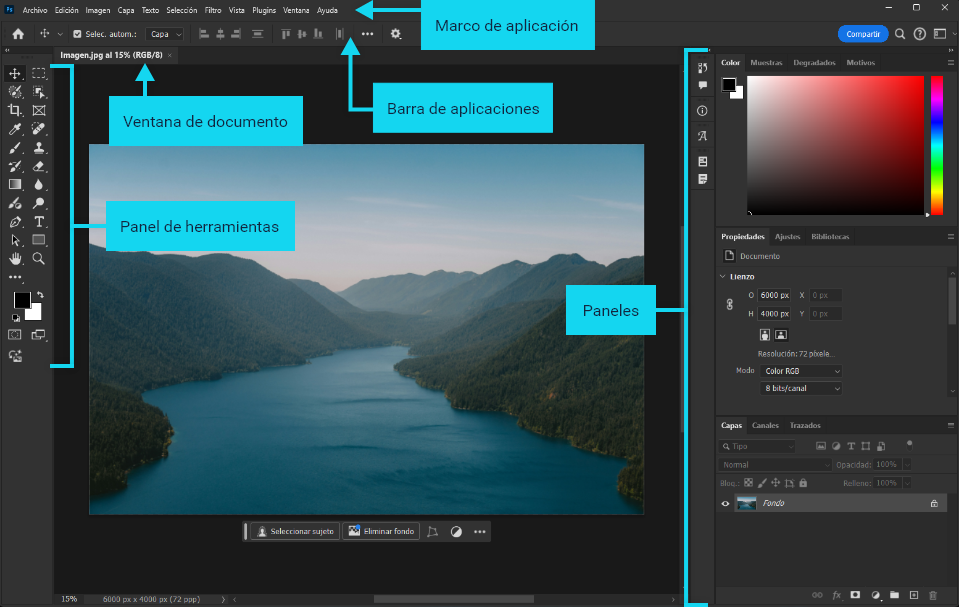 Ps Archivo Edición Imagen Capa Texto Selección Filtro Vista Plugins Ventana Ayuda
Marco de aplicación
Selec. autom.: Capa
Compartir
Imagen.jpg al 15% (RGB/8) ×
Ventana de documento
Barra de aplicaciones
Panel de herramientas
Paneles
Color Muestras Degradados Motivos
Propiedades Ajustes Bibliotecas
Documento
Lienzo
O 6000 px X 0 px
H 4000 px Y 0 px
Resolución: 72 píxele...
Modo Color RGB
8 bits/canal
Capas Canales Trazados
Tipo
Normal Opacidad: 100%
Bloq.: Relleno: 100%
Fondo
fx
Seleccionar sujeto Eliminar fondo
15% 6000 px x 4000 px (72 ppp)